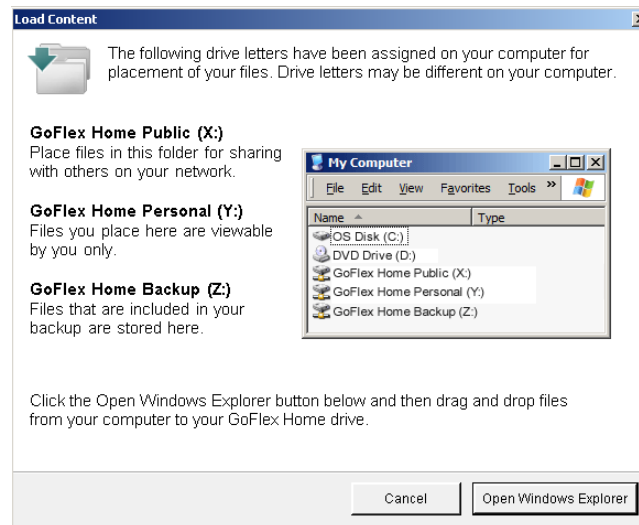 Load Content
The following drive letters have been assigned on your computer for
placement of your files. Drive letters may be different on your computer.
GoFlex Home Public (X:)
Place files in this folder for sharing
with others on your network.
GoFlex Home Personal (Y:)
Files you place here are viewable
by you only.
GoFlex Home Backup (Z:)
Files that are included in your
backup are stored here.
My Computer
File Edit View Favorites Tools »
Name Type
OS Disk (C:)
DVD Drive (D:)
GoFlex Home Public (X:)
GoFlex Home Personal (Y:)
GoFlex Home Backup (Z:)
Click the Open Windows Explorer button below and then drag and drop files
from your computer to your GoFlex Home drive.
Cancel Open Windows Explorer